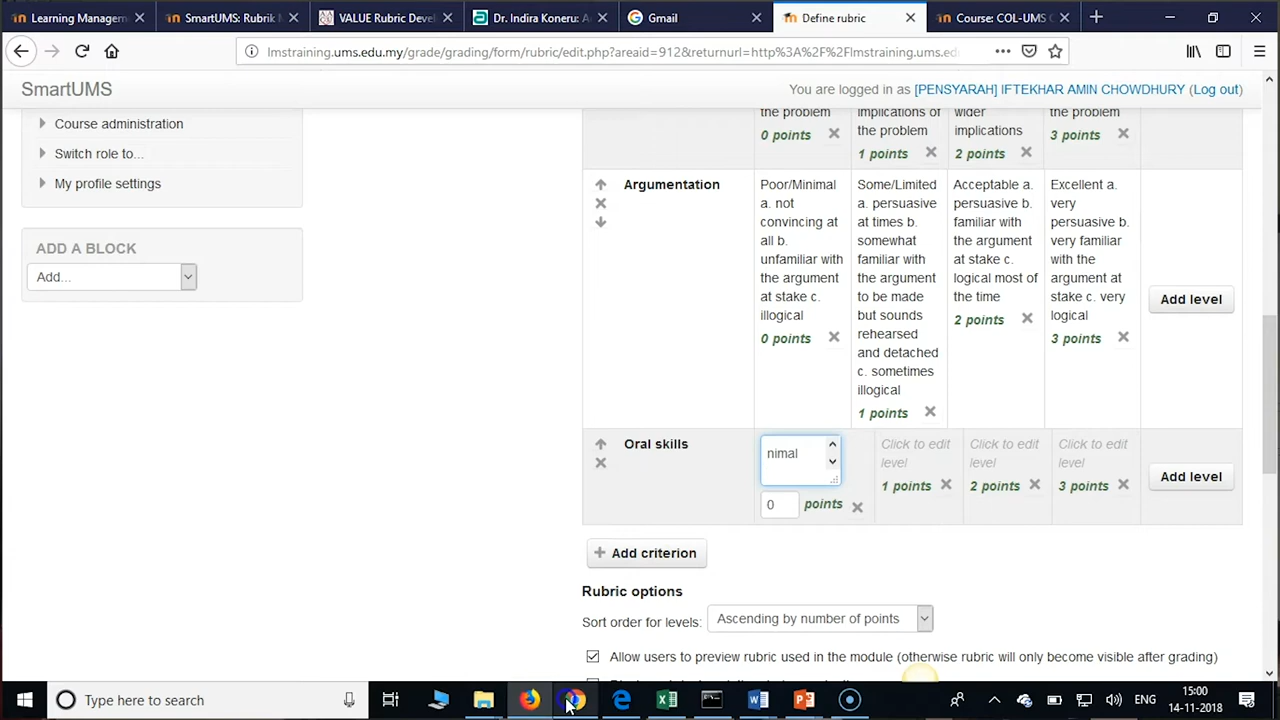 Learning Manage
SmartUMS: Rubrik M
VALUE Rubric Deve
Dr. Indira Koneru: A
Gmail
Define rubric
Course: COL-UMS C
lmstraining.ums.edu.my/grade/grading/form/rubric/edit.php?areaid=912&returnurl=http%3A%2F%2Flmstraining.ums.ed
SmartUMS
You are logged in as [PENSYARAH] IFTEKHAR AMIN CHOWDHURY (Log out)
Course administration
Switch role to...
My profile settings
ADD A BLOCK
Add...
the problem
0 points
implications of
the problem
1 points
wider
implications
2 points
the problem
3 points
Argumentation
Poor/Minimal
a. not
convincing at
all b.
unfamiliar with
the argument
at stake c.
illogical
0 points
Some/Limited
a. persuasive
at times b.
somewhat
familiar with
the argument
to be made
but sounds
rehearsed
and detached
c. sometimes
illogical
1 points
Acceptable a.
persuasive b.
familiar with
the argument
at stake c.
logical most of
the time
2 points
Excellent a.
very
persuasive b.
very familiar
with the
argument at
stake c. very
logical
3 points
Add level
Oral skills
nimal
0 points
Click to edit
level
1 points
Click to edit
level
2 points
Click to edit
level
3 points
Add level
Add criterion
Rubric options
Sort order for levels: Ascending by number of points
Allow users to preview rubric used in the module (otherwise rubric will only become visible after grading)
Type here to search
ENG
15:00
14-11-2018